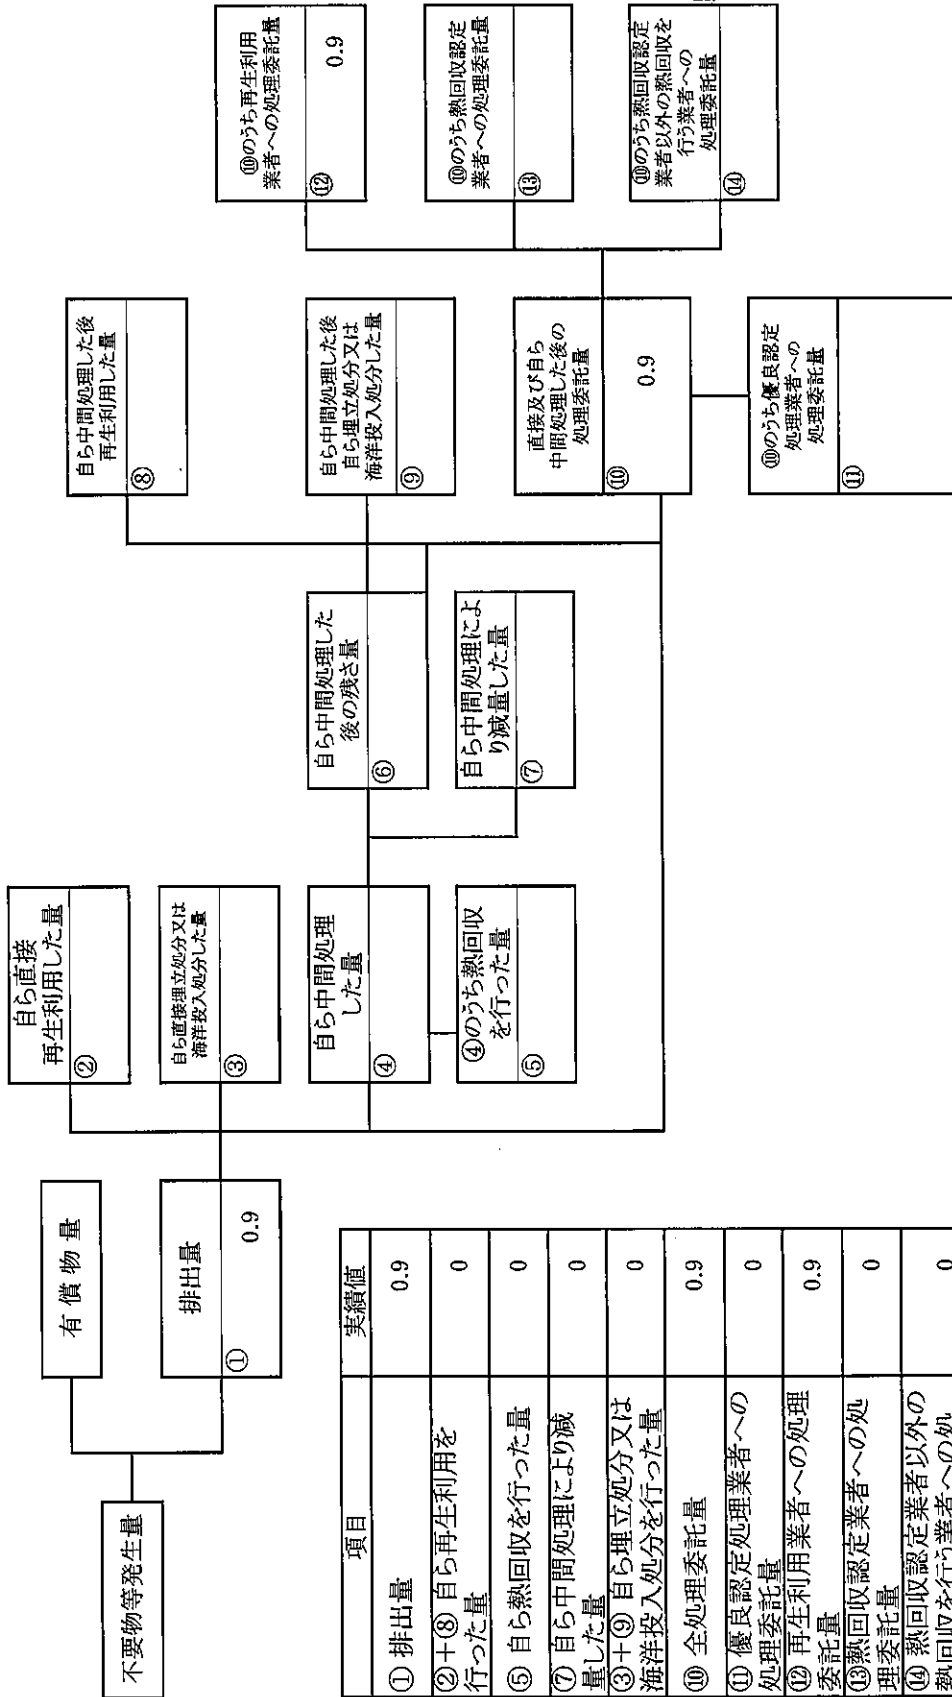 不要物等発生量
有償物量
排出量
①
0.9
自ら直接
再生利用した量
②
自ら直接埋立処分又は
海洋投入処分した量
③
自ら中間処理
した量
④
④のうち熱回収
を行った量
⑤
自ら中間処理した
後の残さ量
⑥
自ら中間処理によ
り減量した量
⑦
自ら中間処理した後
再生利用した量
⑧
自ら中間処理した後
自ら埋立処分又は
海洋投入処分した量
⑨
直接及び自ら
中間処理した後の
処理委託量
⑩
0.9
⑩のうち優良認定
処理業者への
処理委託量
⑪
⑩のうち再生利用
業者への処理委託量
⑫
0.9
⑩のうち熱回収認定
業者への処理委託量
⑬
⑩のうち熱回収認定
業者以外の熱回収を
行う業者への
処理委託量
⑭
項目 実績値
① 排出量 0.9
②+⑧ 自ら再生利用を
行った量 0
⑤ 自ら熱回収を行った量 0
⑦ 自ら中間処理により減
量した量 0
③+⑨ 自ら埋立処分又は
海洋投入処分を行った量 0
⑩ 全処理委託量 0.9
⑪ 優良認定処理業者への
処理委託量 0
⑫ 再生利用業者への処理
委託量 0.9
⑬熱回収認定業者への処
理委託量 0
⑭ 熱回収認定業者以外の
熱回収を行う業者への処 0